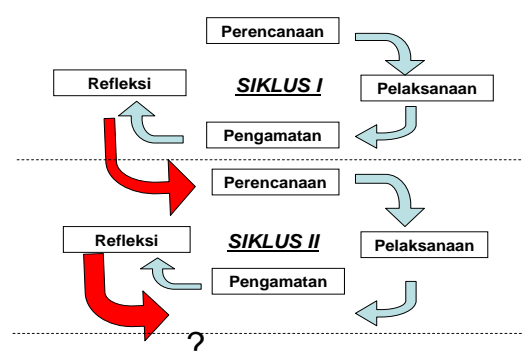 Perencanaan
Refleksi
SIKLUS I
Pelaksanaan
Pengamatan
Perencanaan
Refleksi
SIKLUS II
Pelaksanaan
Pengamatan
?